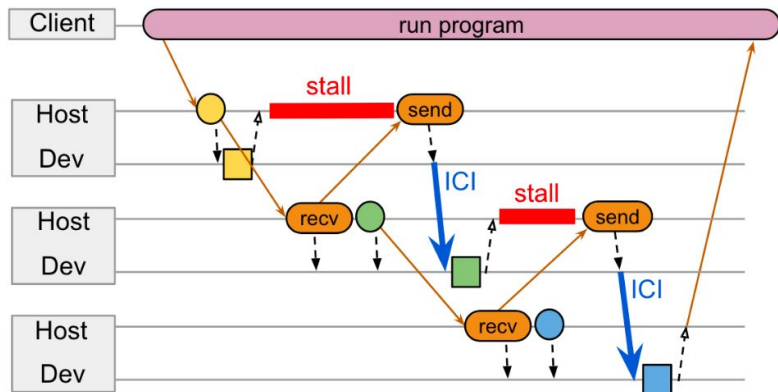 Client
run program
stall
Host
send
Dev
ICI
stall
Host
recv
send
Dev
ICI
Host
recv
Dev